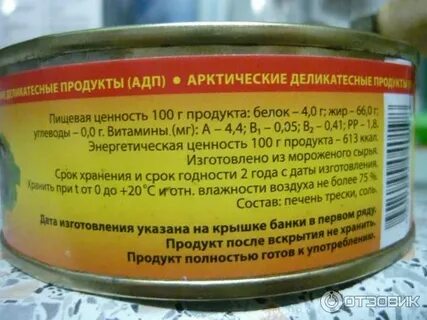 ДЕЛИКАТЕСНЫЕ ПРОДУКТЫ (АДП) • АРКТИЧЕСКИЕ ДЕЛИКАТЕСНЫЕ ПРОДУКТЫ
Пищевая ценность 100 г продукта: белок – 4,0 г; жир – 66,0 г;
углеводы – 0,0 г. Витамины (мг): А – 4,4; В₁ – 0,05; В₂ – 0,41; РР – 1,8.
Энергетическая ценность 100 г продукта – 613 ккал.
Изготовлено из мороженого сырья.
Срок хранения и срок годности 2 года с даты изготовления.
Хранить при t от 0 до +20°С и отн. влажности воздуха не более 75 %.
Состав: печень трески, соль.
Дата изготовления указана на крышке банки в первом ряду.
Продукт после вскрытия не хранить.
Продукт полностью готов к употреблению.
ОТЗОВИК